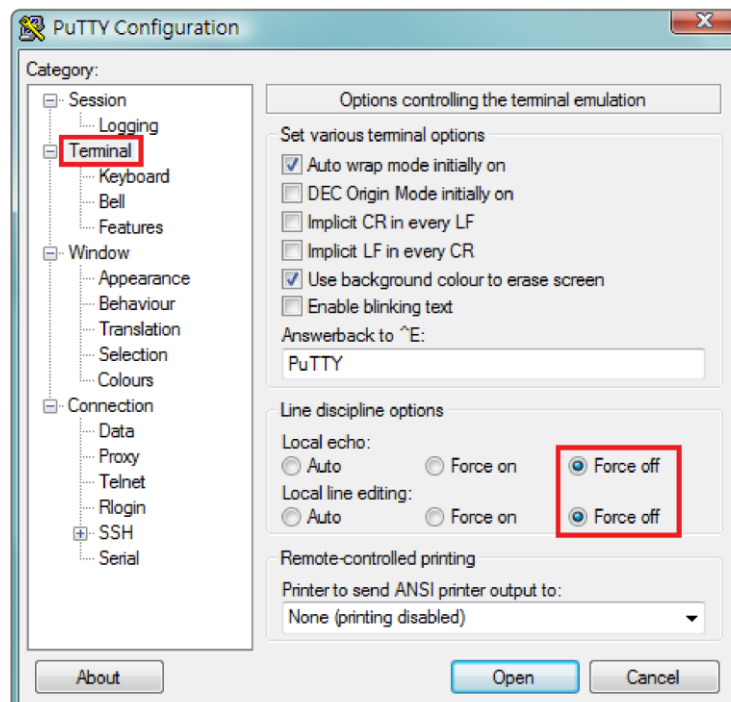 PuTTY Configuration
Category:
Session
Logging
Terminal
Keyboard
Bell
Features
Window
Appearance
Behaviour
Translation
Selection
Colours
Connection
Data
Proxy
Telnet
Rlogin
SSH
Serial
Options controlling the terminal emulation
Set various terminal options
Auto wrap mode initially on
DEC Origin Mode initially on
Implicit CR in every LF
Implicit LF in every CR
Use background colour to erase screen
Enable blinking text
Answerback to ^E:
PuTTY
Line discipline options
Local echo:
Auto Force on Force off
Local line editing:
Auto Force on Force off
Remote-controlled printing
Printer to send ANSI printer output to:
None (printing disabled)
About Open Cancel